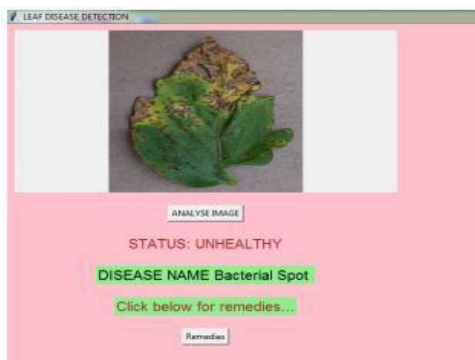 LEAF DISEASE DETECTION
ANALYSE IMAGE
STATUS: UNHEALTHY
DISEASE NAME Bacterial Spot
Click below for remedies...
Remedies